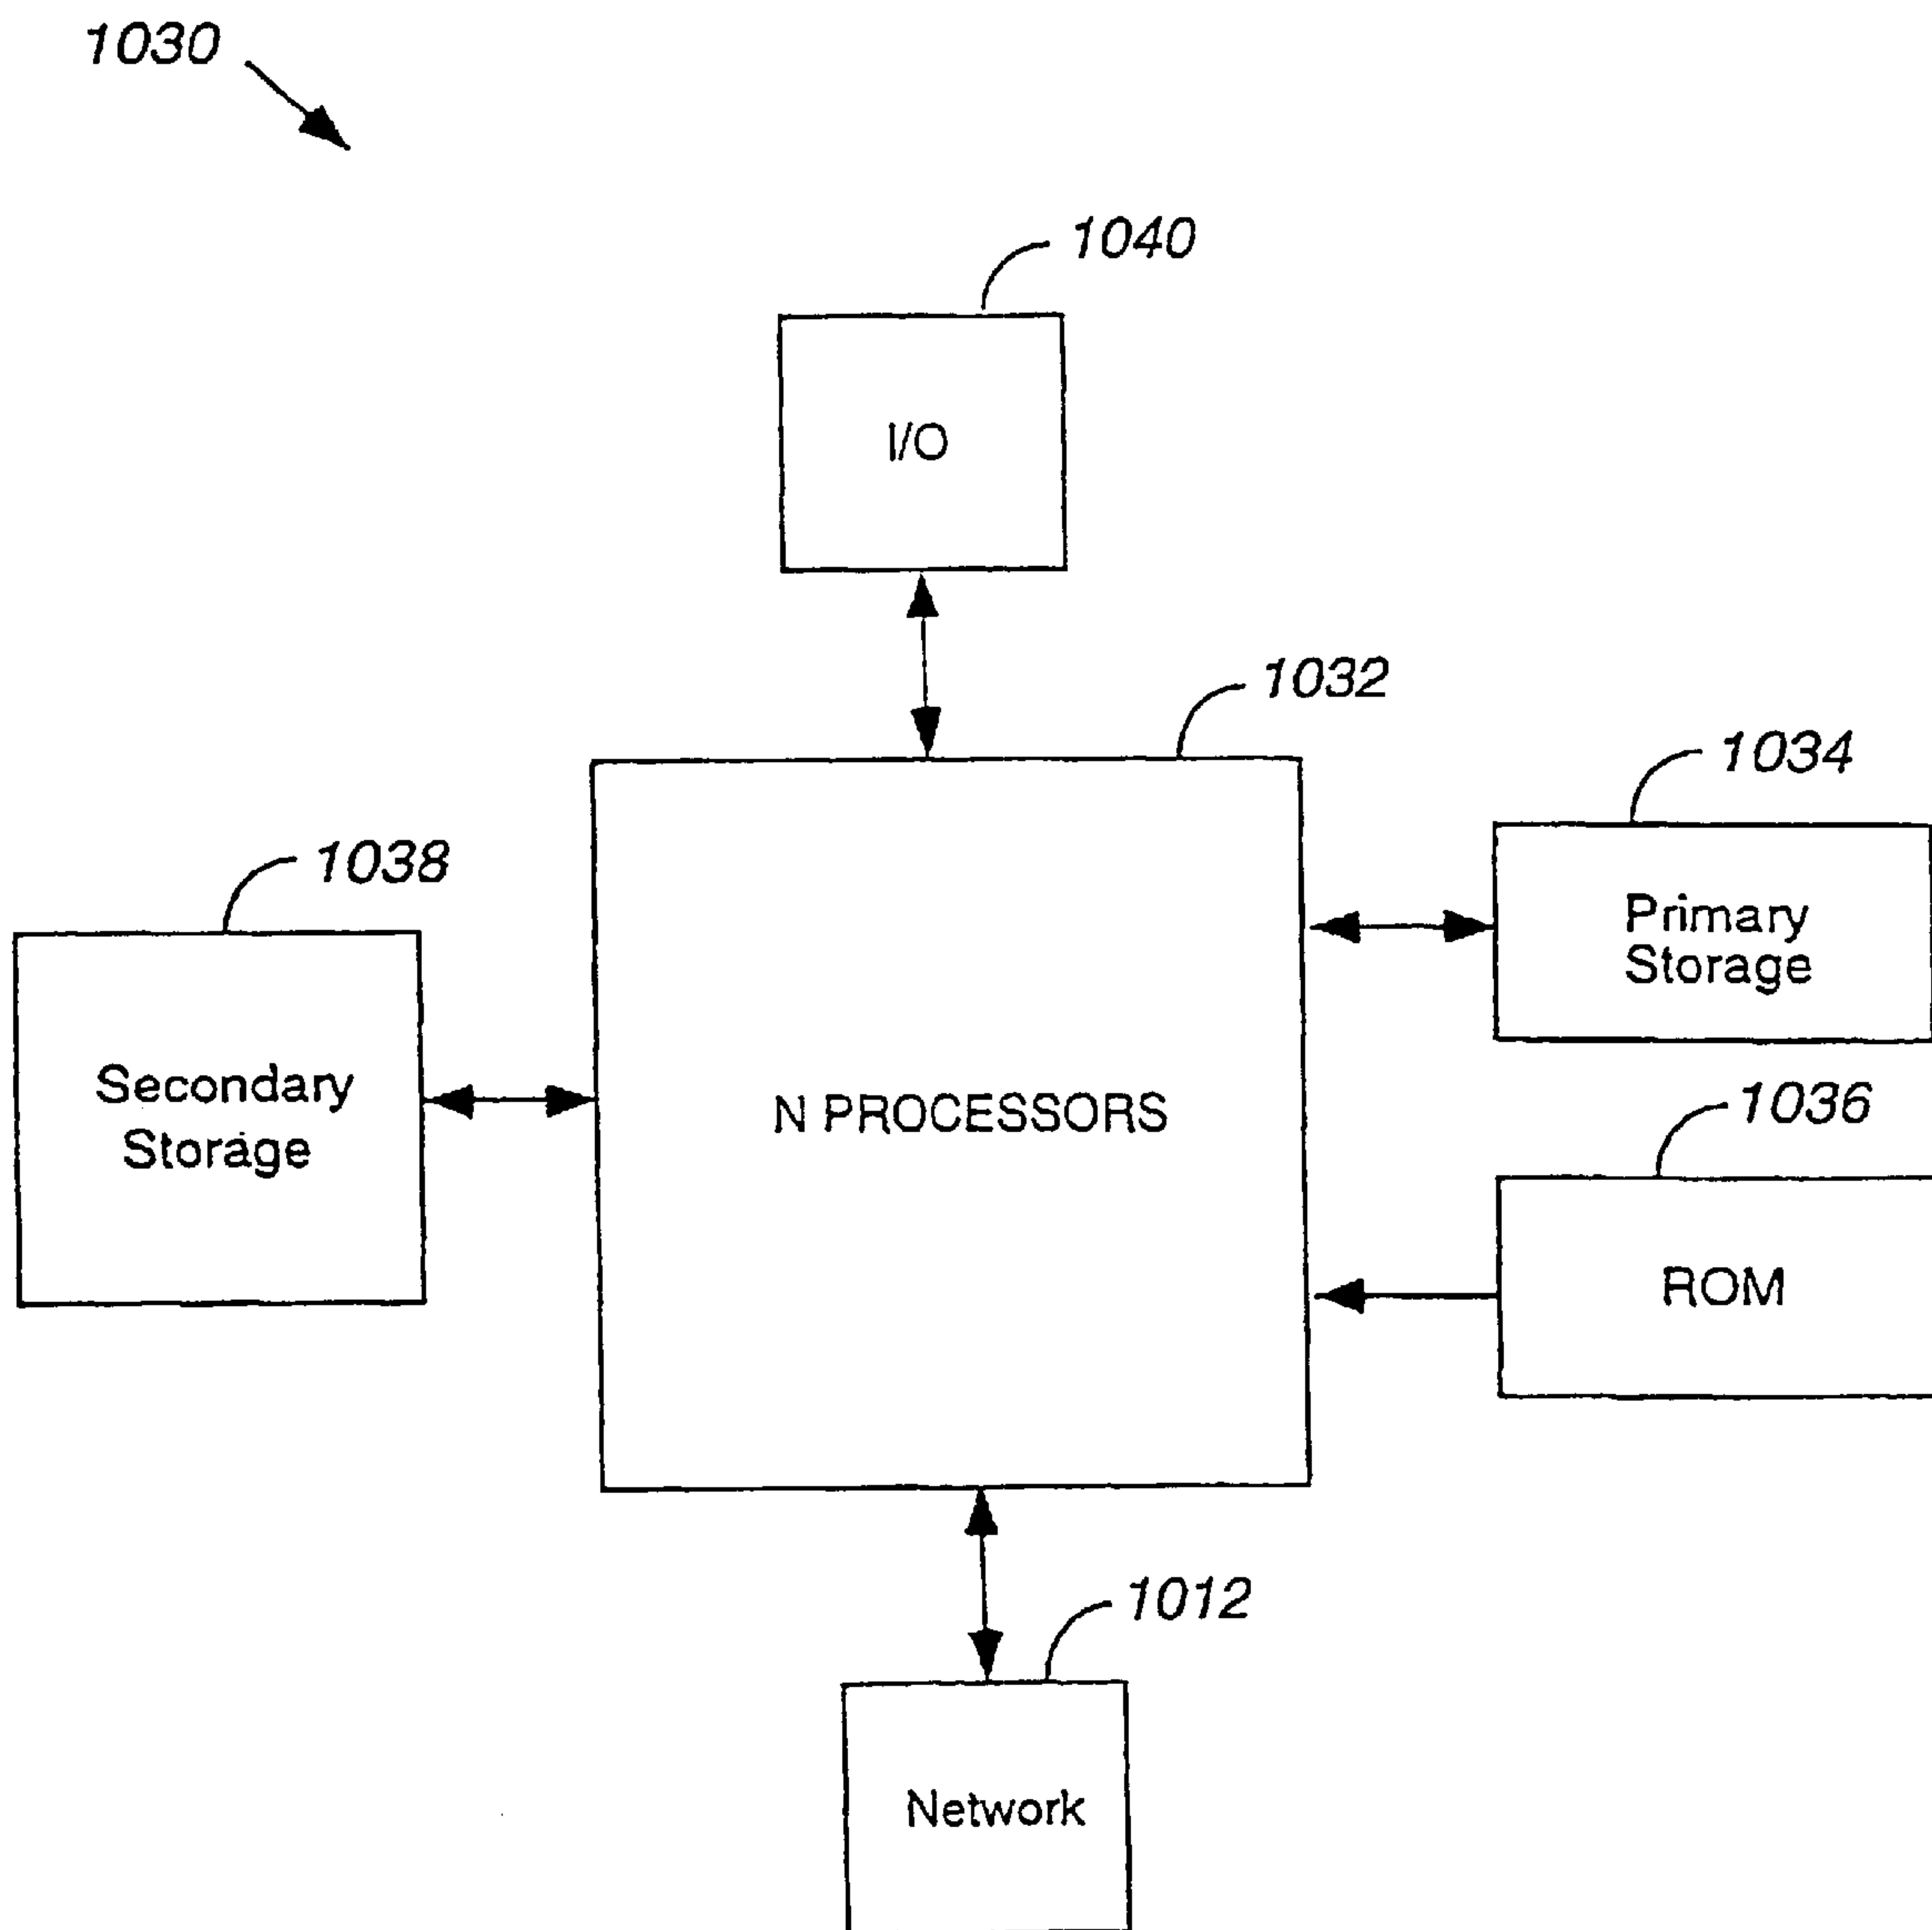 1030
1040
I/O
1032
1034
1038
Primary
Storage
Secondary
Storage
N PROCESSORS
1036
ROM
1012
Network